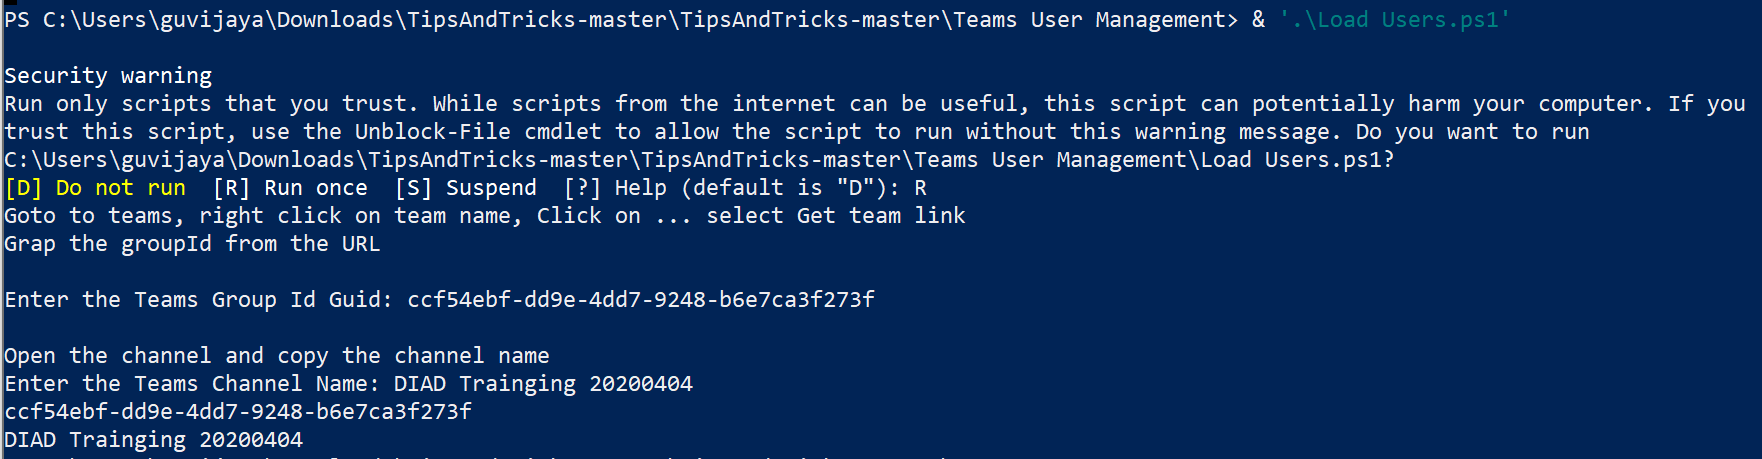 PS C:\Users\guvijaya\Downloads\TipsAndTricks-master\TipsAndTricks-master\Teams User Management> & '.\Load Users.ps1'
Security warning
Run only scripts that you trust. While scripts from the internet can be useful, this script can potentially harm your computer. If you
trust this script, use the Unblock-File cmdlet to allow the script to run without this warning message. Do you want to run
C:\Users\guvijaya\Downloads\TipsAndTricks-master\TipsAndTricks-master\Teams User Management\Load Users.ps1?
[D] Do not run  [R] Run once  [S] Suspend  [?] Help (default is "D"): R
Goto to teams, right click on team name, Click on ... select Get team link
Grap the groupId from the URL
Enter the Teams Group Id Guid: ccf54ebf-dd9e-4dd7-9248-b6e7ca3f273f
Open the channel and copy the channel name
Enter the Teams Channel Name: DIAD Trainging 20200404
ccf54ebf-dd9e-4dd7-9248-b6e7ca3f273f
DIAD Trainging 20200404